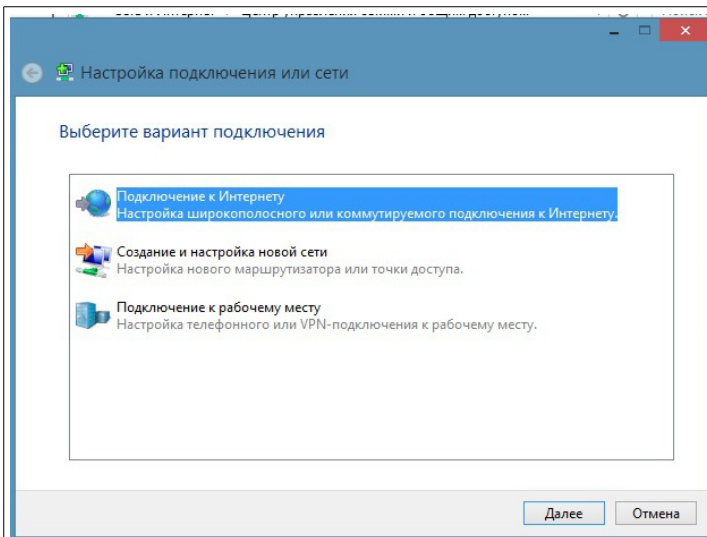 Настройка подключения или сети
Выберите вариант подключения
Подключение к Интернету
Настройка широкополосного или коммутируемого подключения к Интернету.
Создание и настройка новой сети
Настройка нового маршрутизатора или точки доступа.
Подключение к рабочему месту
Настройка телефонного или VPN-подключения к рабочему месту.
Далее
Отмена